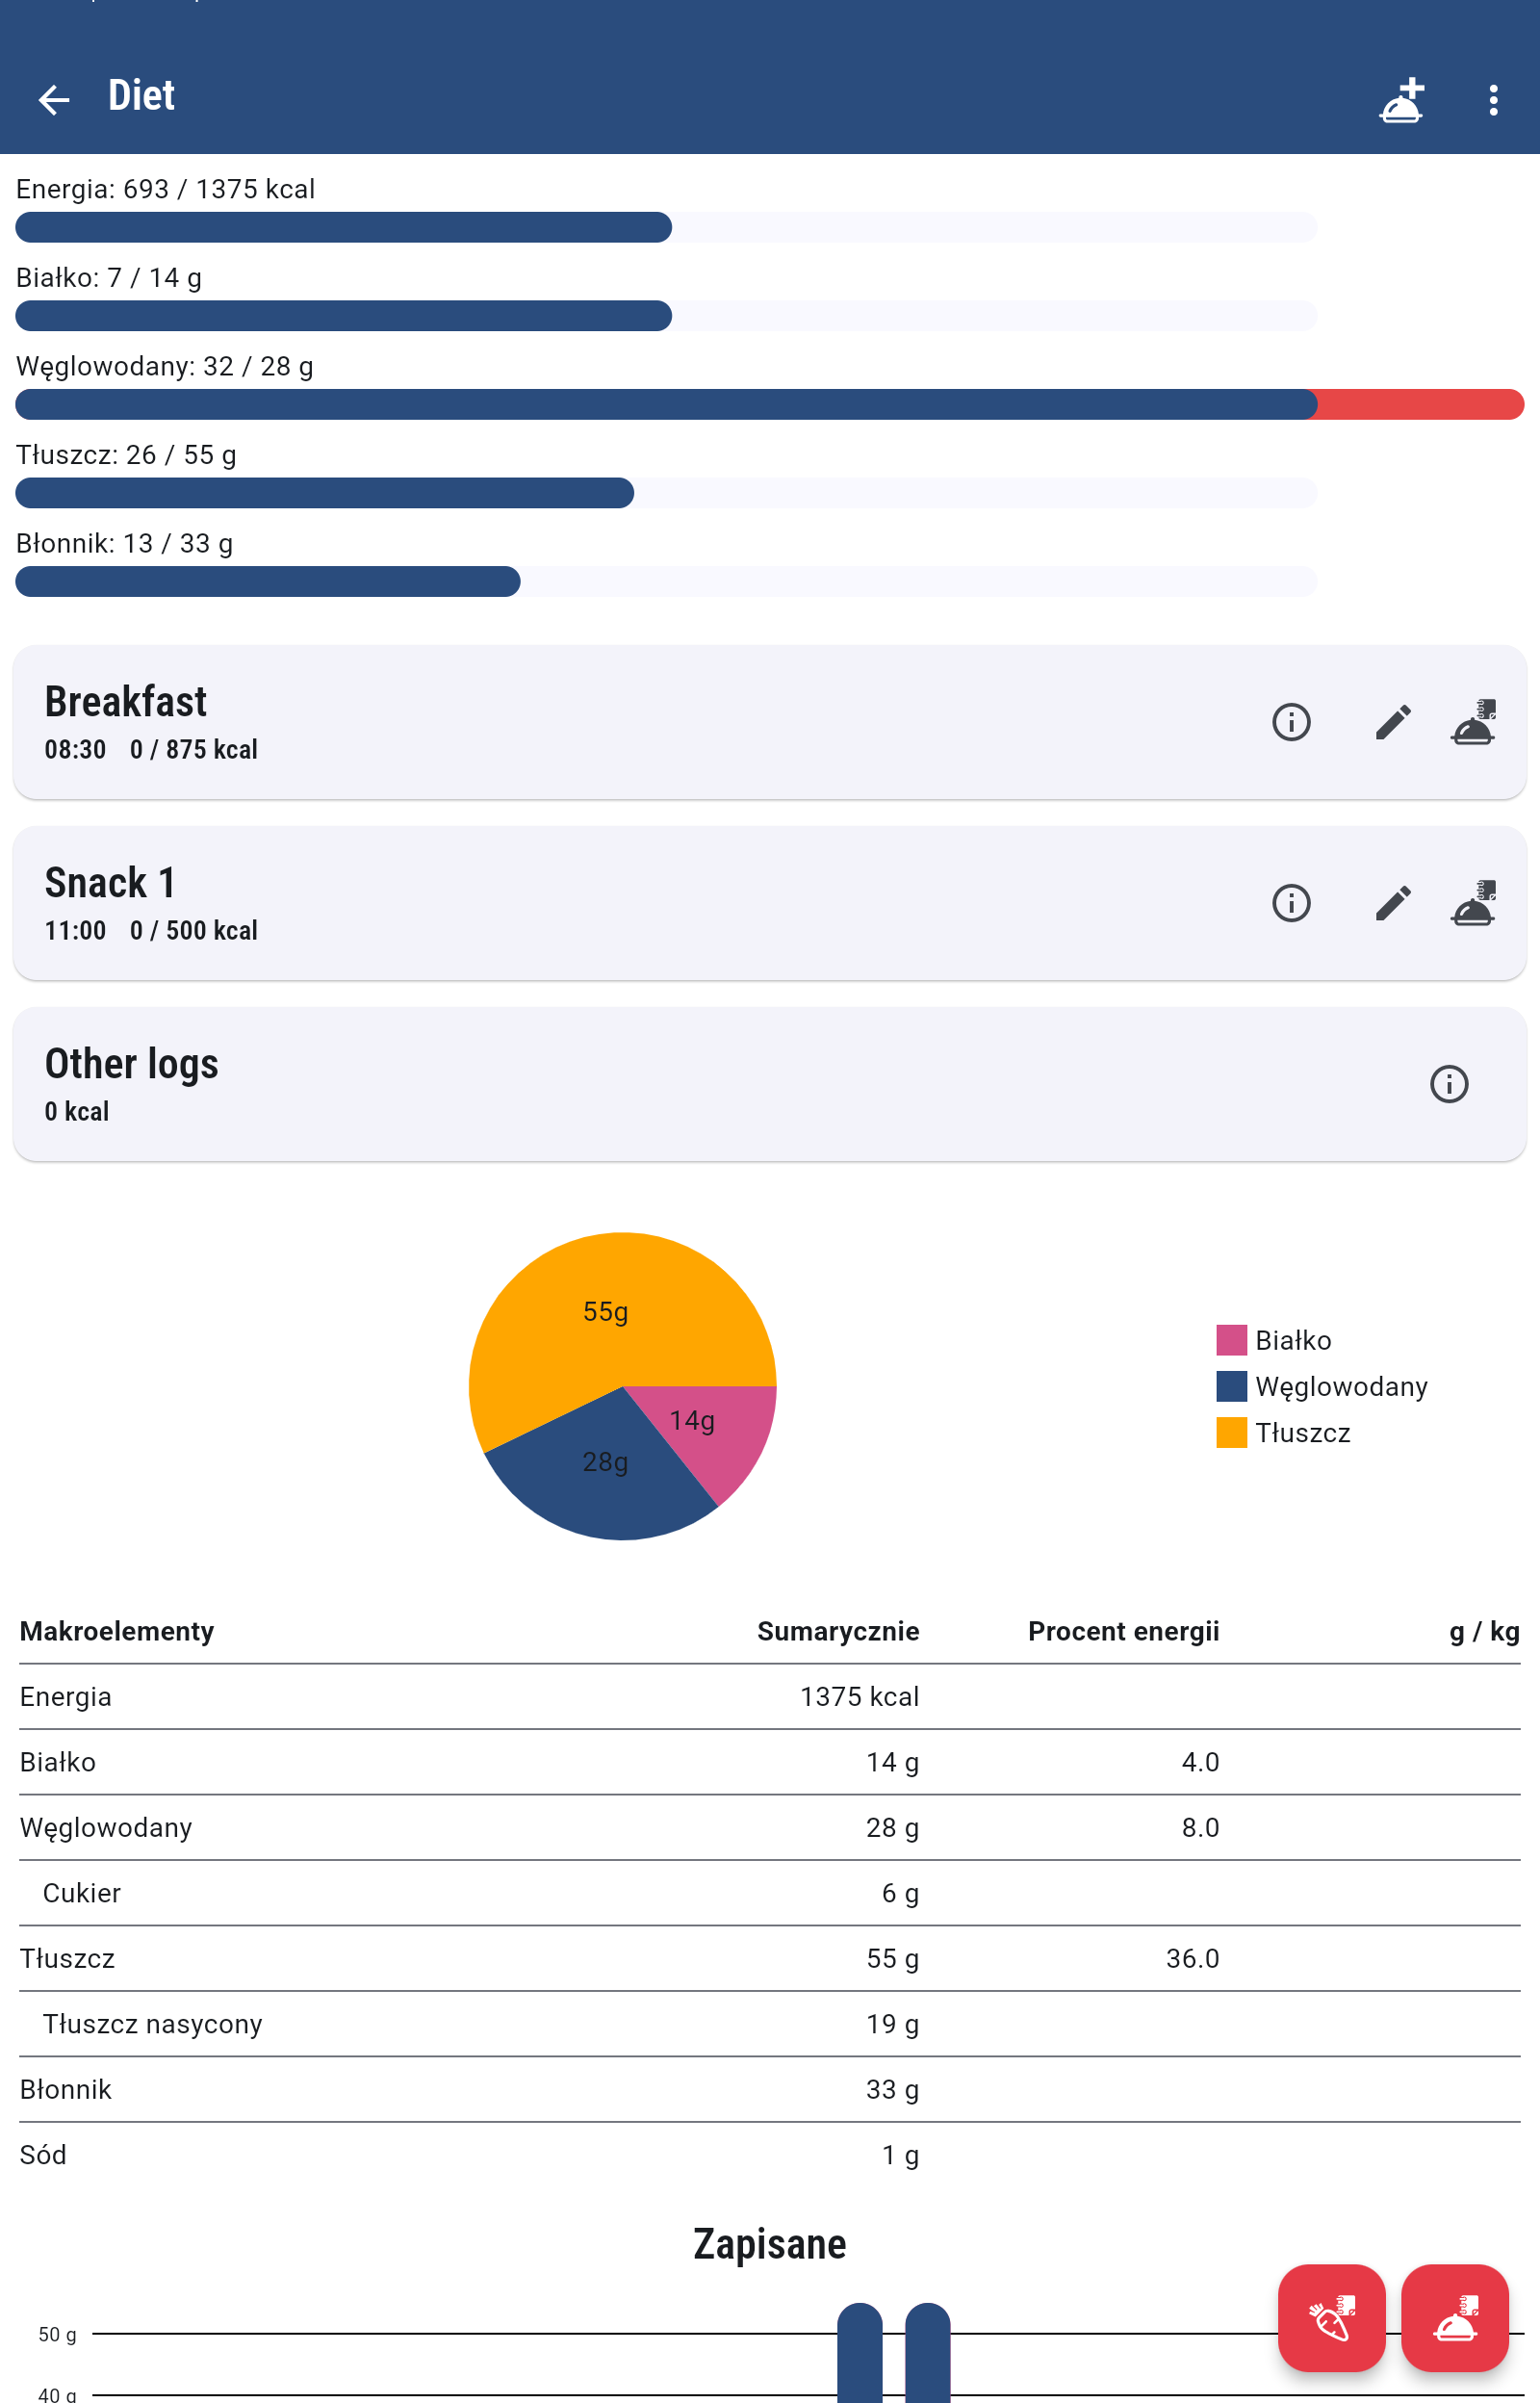 Diet
Energia: 693 / 1375 kcal
Białko: 7 / 14 g
Węglowodany: 32 / 28 g
Tłuszcz: 26 / 55 g
Błonnik: 13 / 33 g
Breakfast
08:30 0 / 875 kcal
Snack 1
11:00 0 / 500 kcal
Other logs
0 kcal
55g
14g
28g
Białko
Węglowodany
Tłuszcz
Makroelementy Sumarycznie Procent energii g / kg
Energia 1375 kcal
Białko 14 g 4.0
Węglowodany 28 g 8.0
Cukier 6 g
Tłuszcz 55 g 36.0
Tłuszcz nasycony 19 g
Błonnik 33 g
Sód 1 g
Zapisane
50 g
40 g